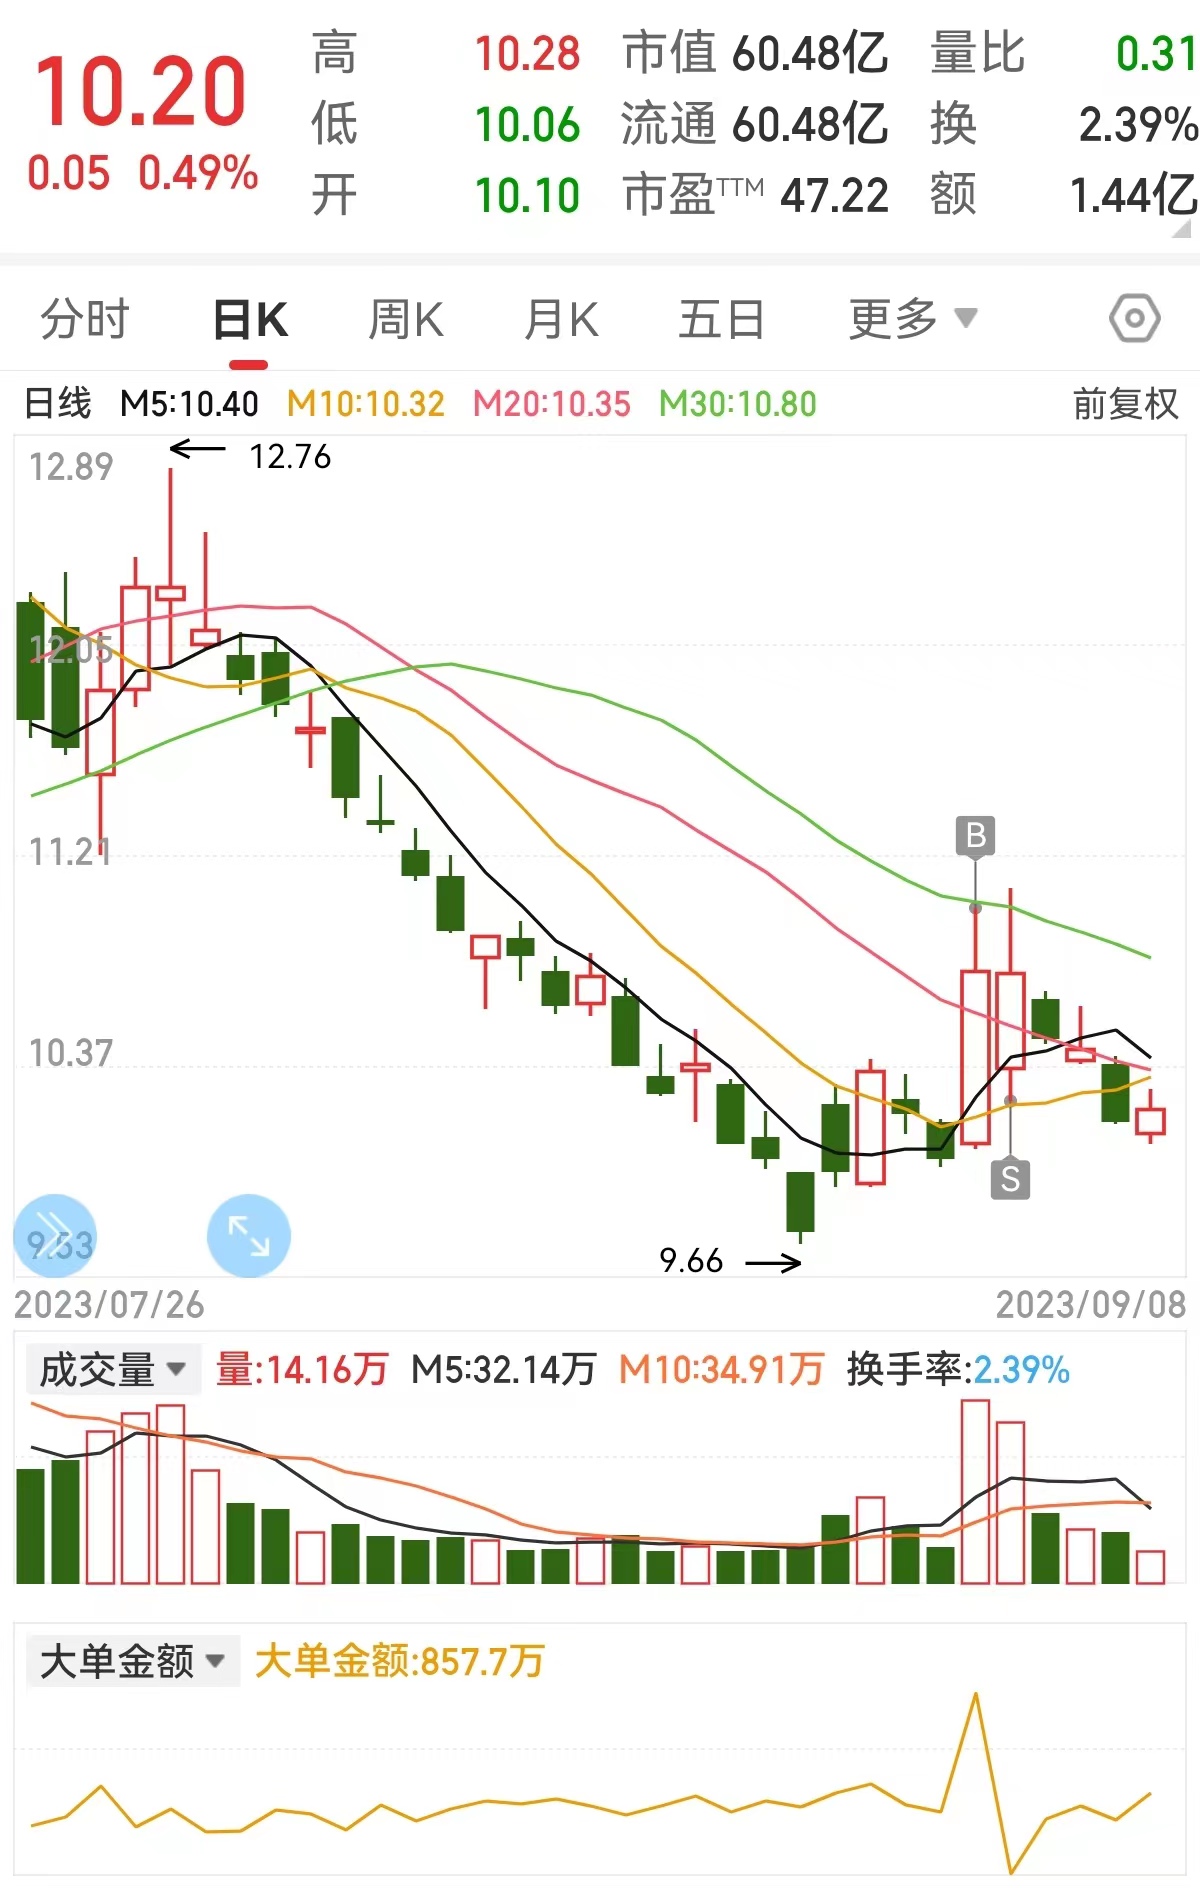 10.20
0.05 0.49%
高 10.28 市值 60.48亿 量比 0.31
低 10.06 流通 60.48亿 换 2.39%
开 10.10 市盈TTM 47.22 额 1.44亿
分时 日K 周K 月K 五日 更多
日线 M5:10.40 M10:10.32 M20:10.35 M30:10.80 前复权
12.89
12.76
12.05
11.21
B
10.37
S
9.53
9.66
2023/07/26 2023/09/08
成交量 量:14.16万 M5:32.14万 M10:34.91万 换手率:2.39%
大单金额 大单金额:857.7万